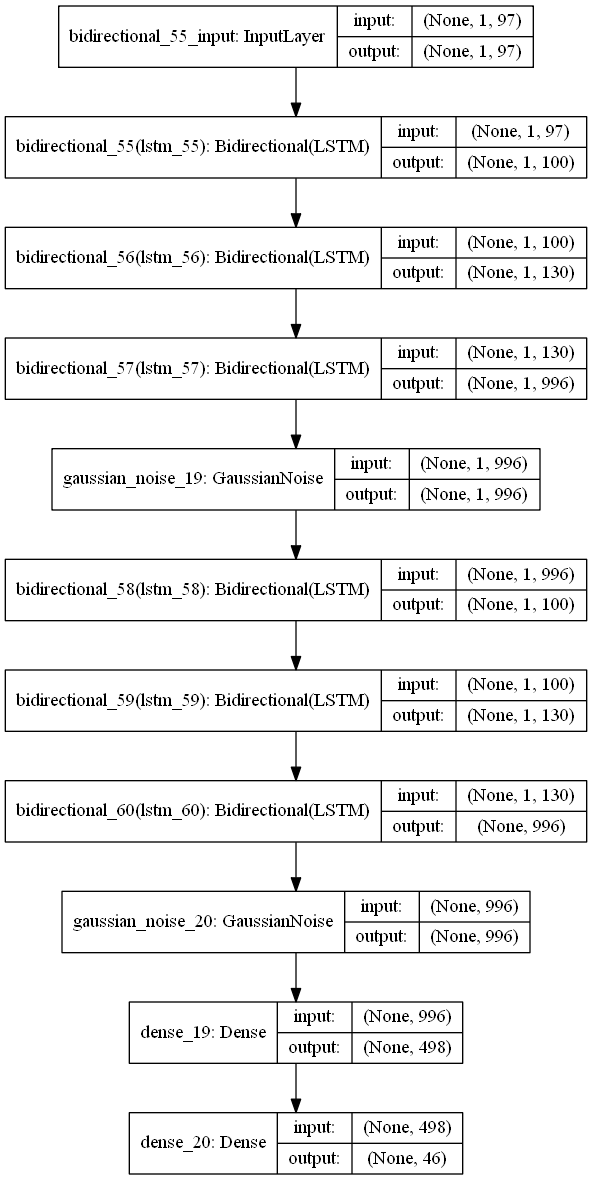 bidirectional_55_input: InputLayer
input: (None, 1, 97)
output: (None, 1, 97)
bidirectional_55(lstm_55): Bidirectional(LSTM)
input: (None, 1, 97)
output: (None, 1, 100)
bidirectional_56(lstm_56): Bidirectional(LSTM)
input: (None, 1, 100)
output: (None, 1, 130)
bidirectional_57(lstm_57): Bidirectional(LSTM)
input: (None, 1, 130)
output: (None, 1, 996)
gaussian_noise_19: GaussianNoise
input: (None, 1, 996)
output: (None, 1, 996)
bidirectional_58(lstm_58): Bidirectional(LSTM)
input: (None, 1, 996)
output: (None, 1, 100)
bidirectional_59(lstm_59): Bidirectional(LSTM)
input: (None, 1, 100)
output: (None, 1, 130)
bidirectional_60(lstm_60): Bidirectional(LSTM)
input: (None, 1, 130)
output: (None, 996)
gaussian_noise_20: GaussianNoise
input: (None, 996)
output: (None, 996)
dense_19: Dense
input: (None, 996)
output: (None, 498)
dense_20: Dense
input: (None, 498)
output: (None, 46)